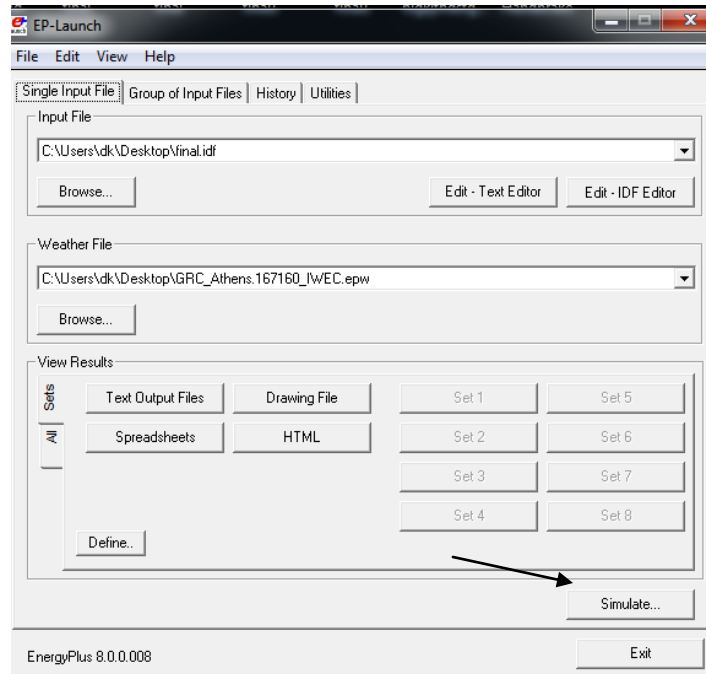 EP-Launch
File Edit View Help
Single Input File Group of Input Files History Utilities
Input File
C:\Users\dk\Desktop\final.idf
Browse... Edit - Text Editor Edit - IDF Editor
Weather File
C:\Users\dk\Desktop\GRC_Athens.167160_IWEC.epw
Browse...
View Results
Sets
All
Text Output Files Drawing File Set 1 Set 5
Spreadsheets HTML Set 2 Set 6
Set 3 Set 7
Set 4 Set 8
Define..
Simulate...
EnergyPlus 8.0.0.008 Exit